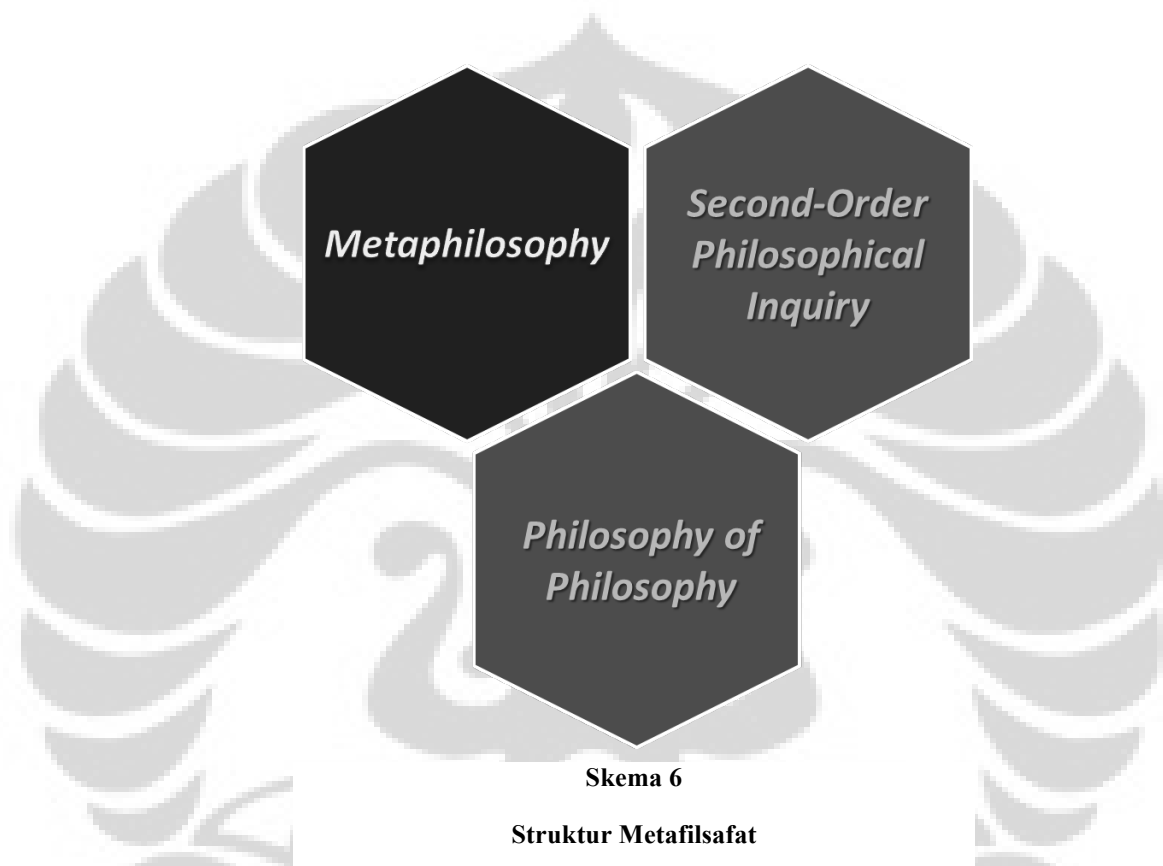 Metaphilosophy
Second-Order
Philosophical
Inquiry
Philosophy of
Philosophy
Skema 6
Struktur Metafilsafat